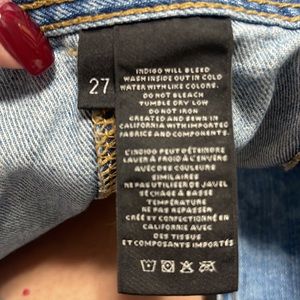 27
INDIGO WILL BLEED
WASH INSIDE OUT IN COLD
WATER WITH LIKE COLORS.
DO NOT BLEACH
TUMBLE DRY LOW
DO NOT IRON
CREATED AND SEWN IN
CALIFORNIA WITH IMPORTED
FABRICS AND COMPONENTS.
L'INDIGO PEUT DÉTEINDRE
LAVER À FROID À L'ENVERS
AVEC DES COULEURS
SIMILAIRES
NE PAS UTILISER DE JAVEL
SÉCHAGE À BASSE
TEMPÉRATURE
NE PAS REPASSER
CRÉÉ ET CONFECTIONNÉ EN
CALIFORNIE AVEC
DES TISSUS
ET COMPOSANTS IMPORTÉS